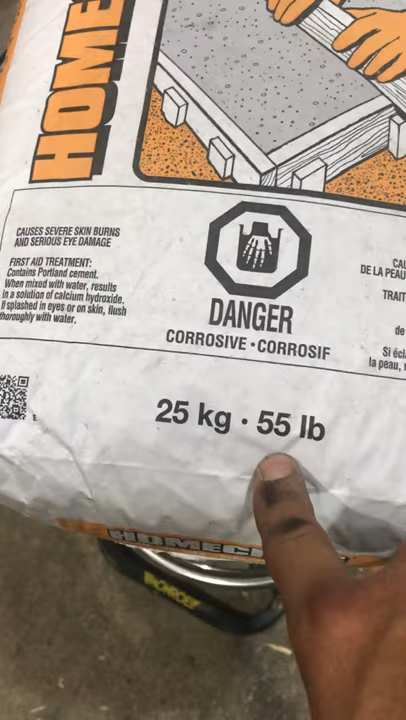 HOME
CAUSES SEVERE SKIN BURNS
AND SERIOUS EYE DAMAGE
FIRST AID TREATMENT:
Contains Portland cement.
When mixed with water, results
in a solution of calcium hydroxide.
If splashed in eyes or on skin, flush
thoroughly with water.
DANGER
CORROSIVE • CORROSIF
DE LA PEAU
TRAIT
de
Si écl
la peau,
25 kg • 55 lb
HOMEC